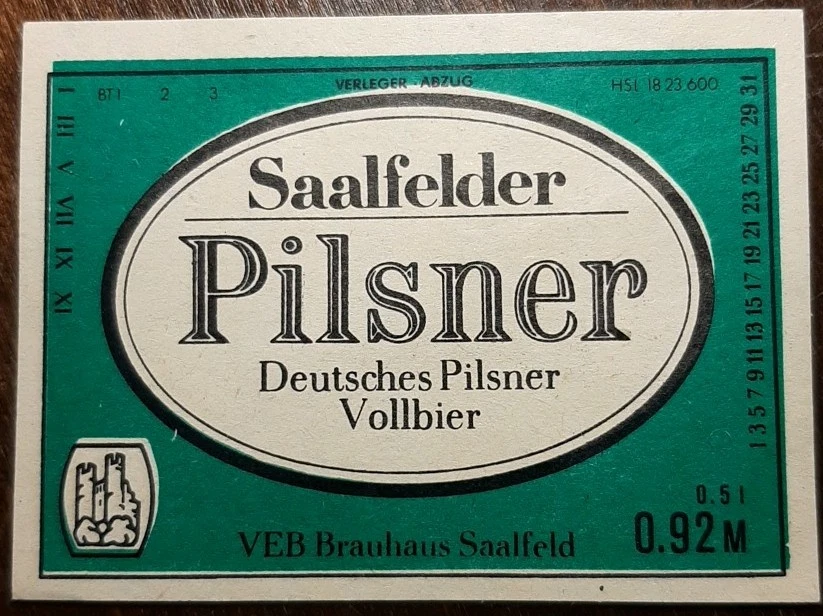 BT 1 2 3
VERLEGER - ABZUG
HSL 18 23 600
I III V VII XI IX
Saalfelder
Pilsner
Deutsches Pilsner
Vollbier
1 3 5 7 9 11 13 15 17 19 21 23 25 27 29 31
0.5 l
0.92 M
VEB Brauhaus Saalfeld